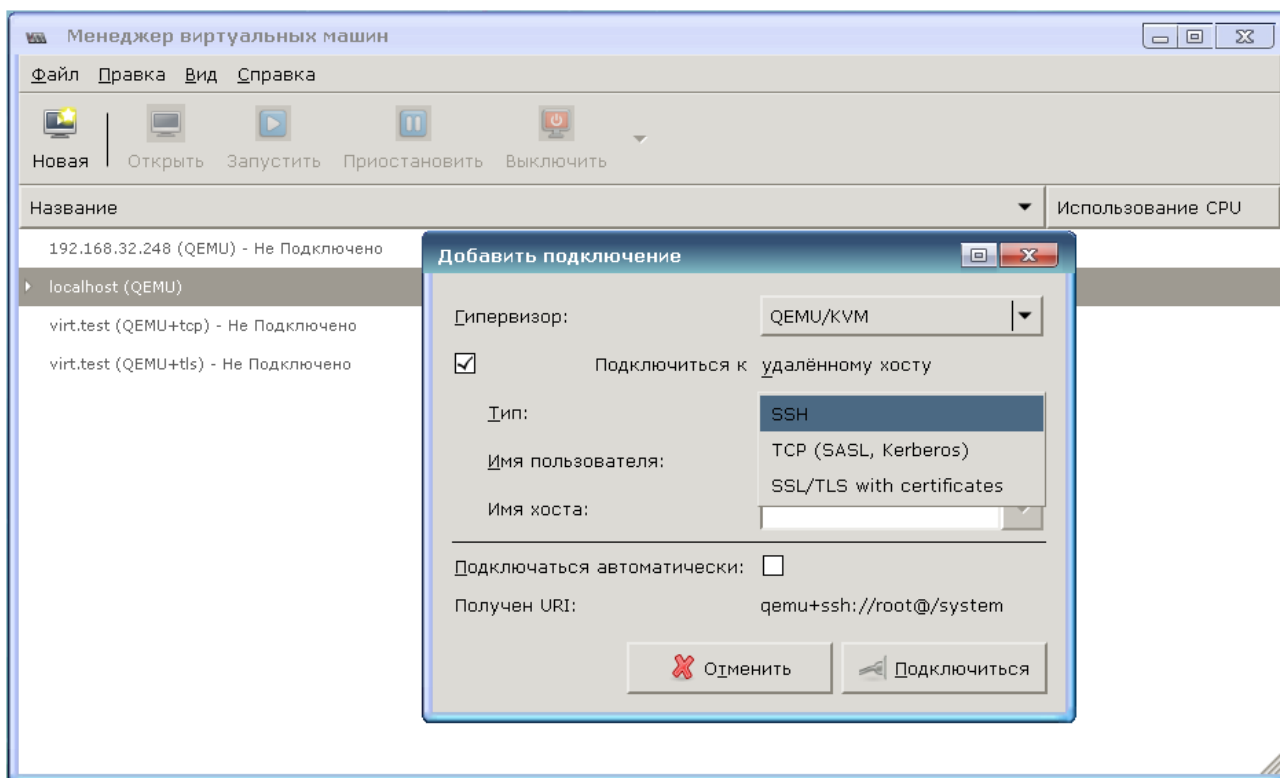 Менеджер виртуальных машин
Файл Правка Вид Справка
Новая Открыть Запустить Приостановить Выключить
Название Использование CPU
192.168.32.248 (QEMU) - Не Подключено
localhost (QEMU)
virt.test (QEMU+tcp) - Не Подключено
virt.test (QEMU+tls) - Не Подключено
Добавить подключение
Гипервизор: QEMU/KVM
Подключиться к удалённому хосту
Тип: SSH
TCP (SASL, Kerberos)
Имя пользователя:
SSL/TLS with certificates
Имя хоста:
Подключаться автоматически:
Получен URI: qemu+ssh://root@/system
Отменить Подключиться